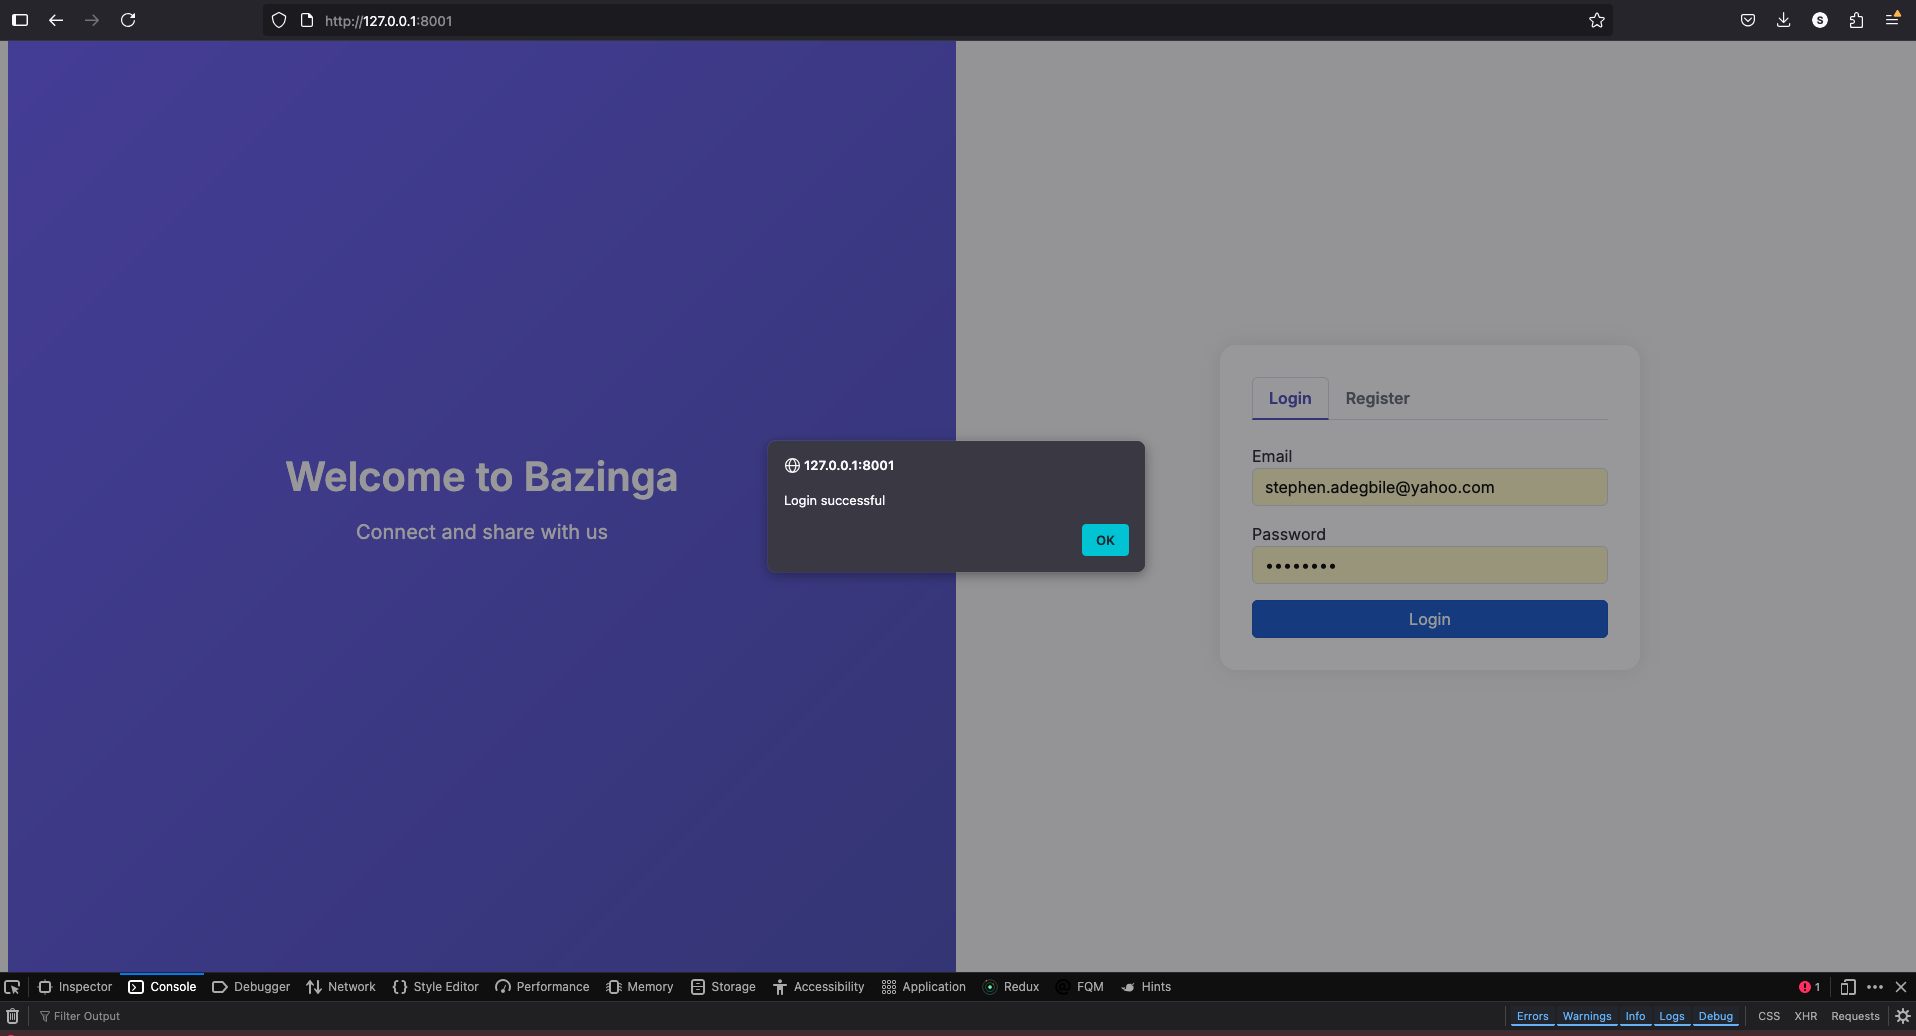 http://127.0.0.1:8001
S
Welcome to Bazinga
Connect and share with us
127.0.0.1:8001
Login successful
OK
Login Register
Email
stephen.adegbile@yahoo.com
Password
••••••••
Login
Inspector Console Debugger Network Style Editor Performance Memory Storage Accessibility Application Redux FQM Hints 1
Filter Output Errors Warnings Info Logs Debug CSS XHR Requests